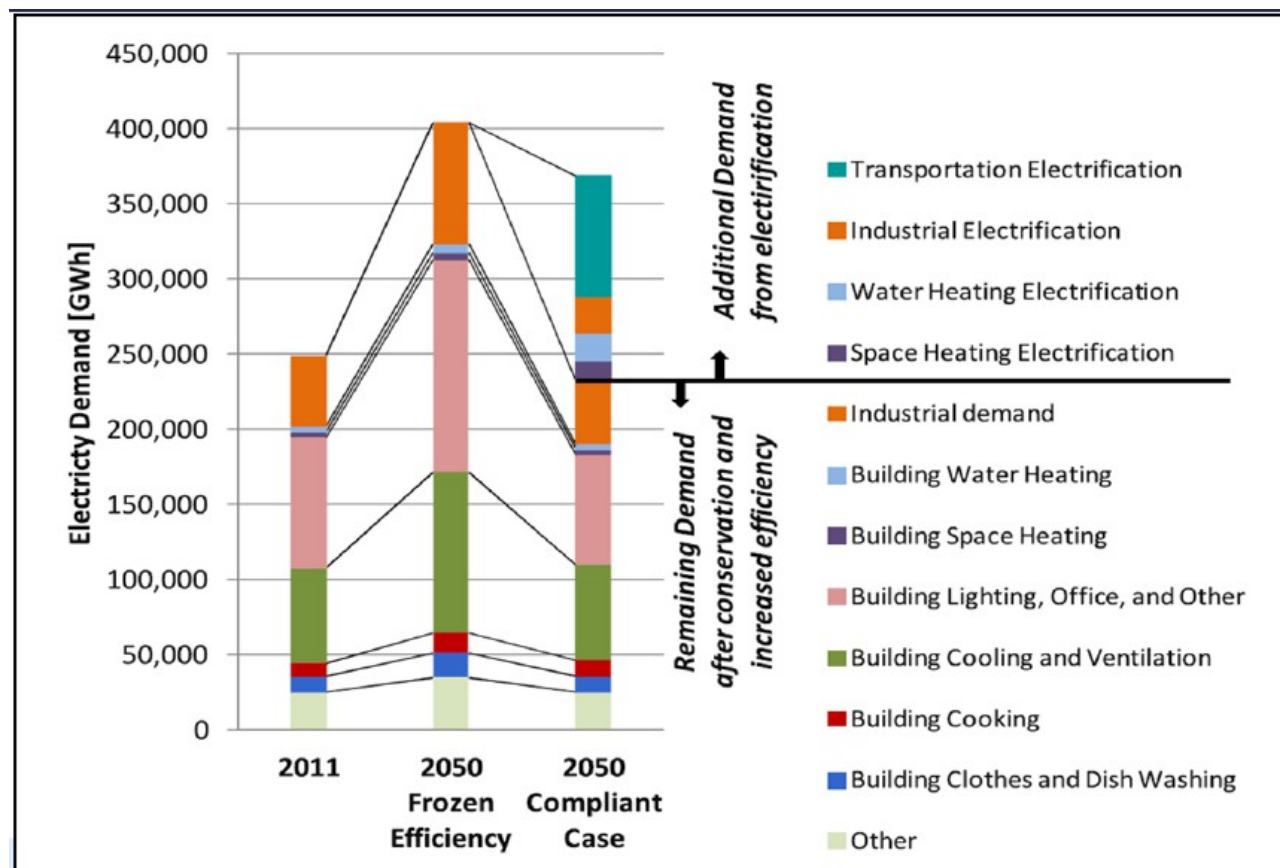 450,000
400,000
350,000
300,000
250,000
200,000
150,000
100,000
50,000
0
Electricty Demand [GWh]
2011
2050
Frozen
Efficiency
2050
Compliant
Case
Additional Demand
from electirification
Remaining Demand
after conservation and
increased efficiency
Transportation Electrification
Industrial Electrification
Water Heating Electrification
Space Heating Electrification
Industrial demand
Building Water Heating
Building Space Heating
Building Lighting, Office, and Other
Building Cooling and Ventilation
Building Cooking
Building Clothes and Dish Washing
Other